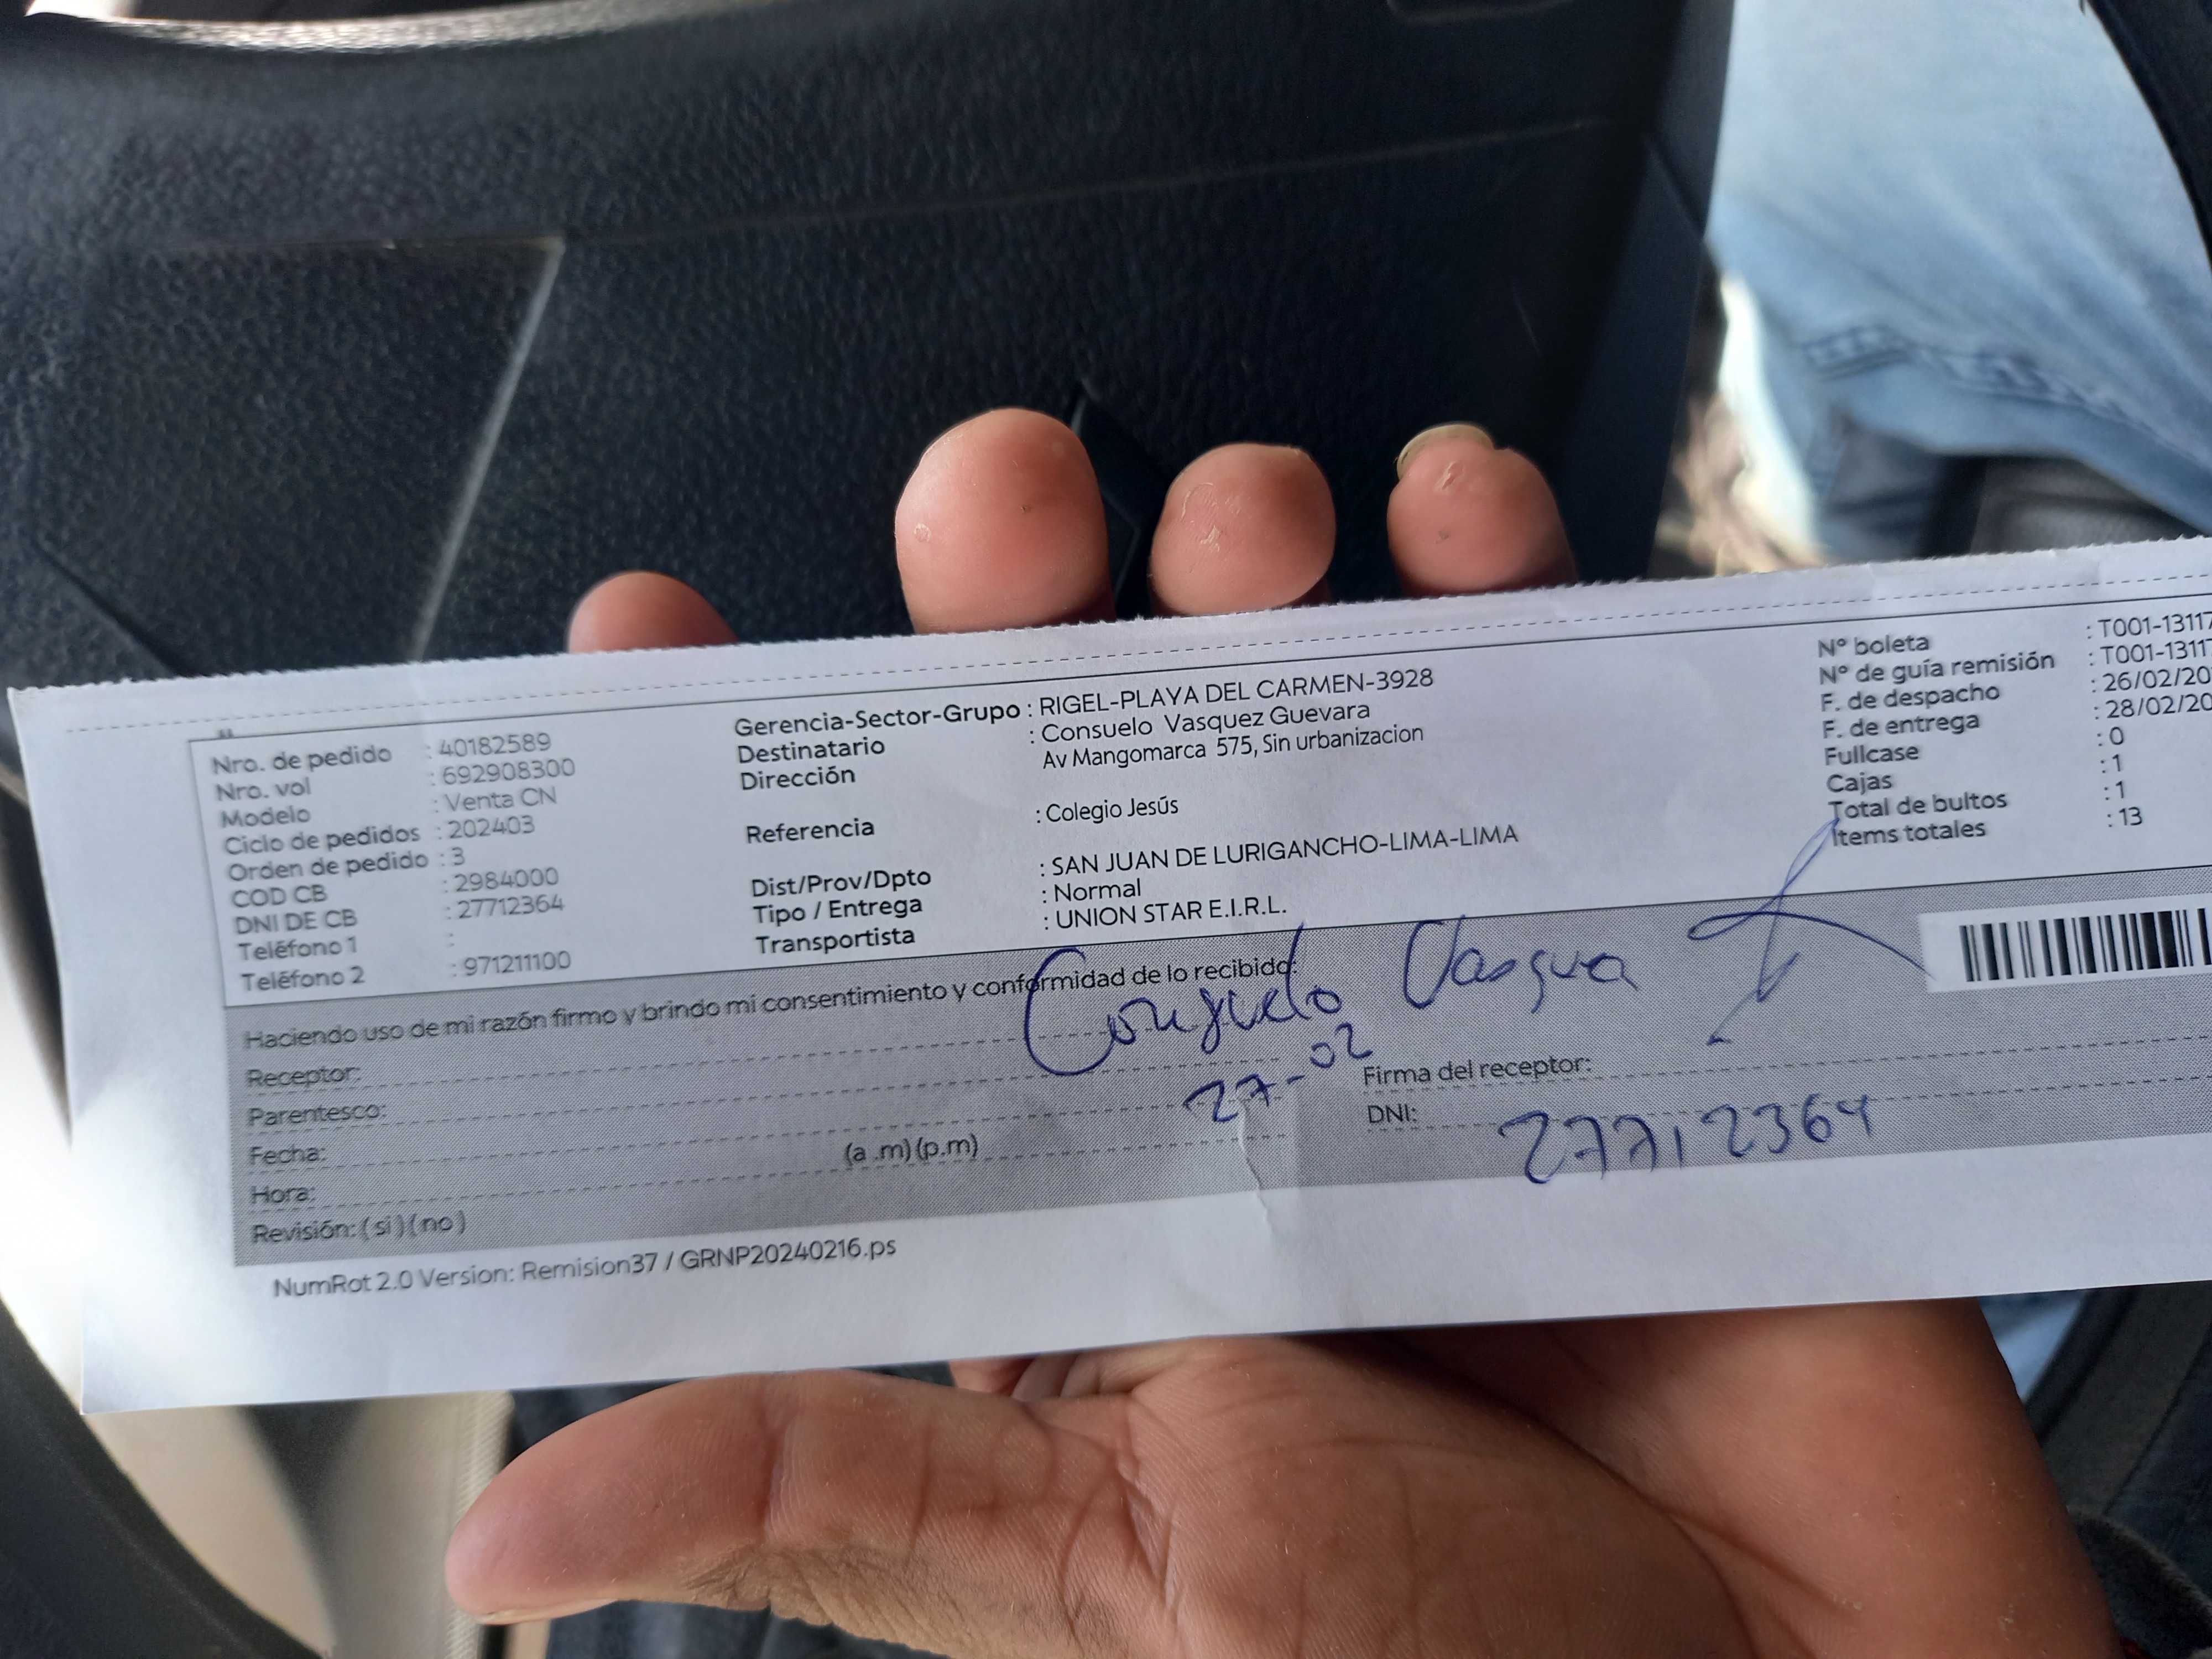 Nro. de pedido : 40182589
Nro. vol : 692908300
Modelo : Venta CN
Ciclo de pedidos : 202403
Orden de pedido : 3
COD CB : 2984000
DNI DE CB : 27712364
Teléfono 1 :
Teléfono 2 : 971211100
Gerencia-Sector-Grupo : RIGEL-PLAYA DEL CARMEN-3928
Destinatario : Consuelo Vasquez Guevara
Dirección Av Mangomarca 575, Sin urbanizacion
Referencia : Colegio Jesús
Dist/Prov/Dpto : SAN JUAN DE LURIGANCHO-LIMA-LIMA
Tipo / Entrega : Normal
Transportista : UNION STAR E.I.R.L.
Nº boleta : T001-13117
Nº de guía remisión : T001-1311
F. de despacho : 26/02/20
F. de entrega : 28/02/20
Fullcase : 0
Cajas : 1
Total de bultos : 1
Items totales : 13
Haciendo uso de mi razón firmo y brindo mi consentimiento y conformidad de lo recibido:
Receptor: Consuelo
Parentesco:
Fecha: 27-02
Hora: (a .m) (p.m)
Revisión: ( si ) ( no )
Firma del receptor:
DNI: 27712364
NumRot 2.0 Version: Remision37 / GRNP20240216.ps